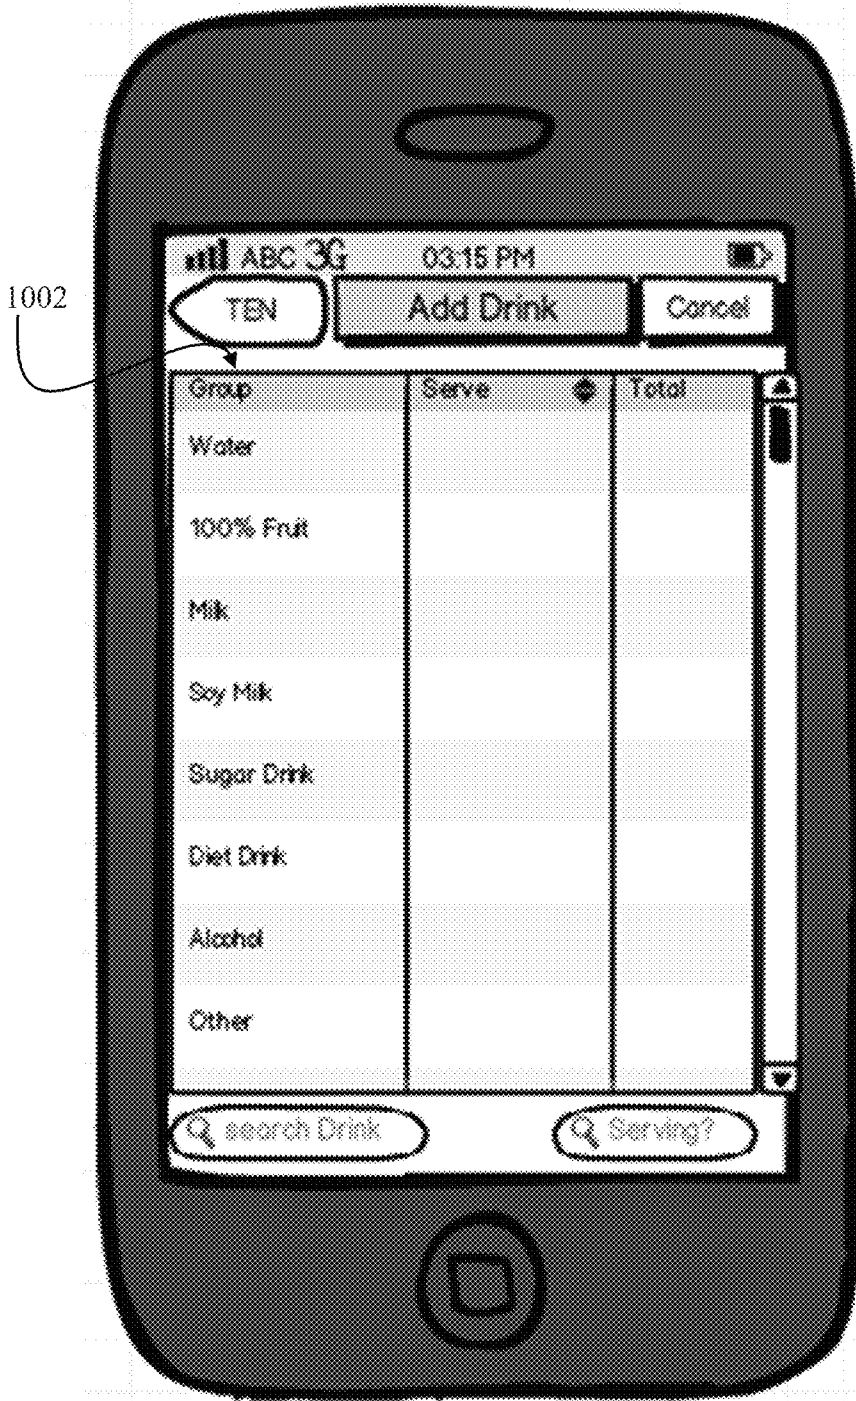 ABC 3G 03:15 PM
1002
TEN Add Drink Cancel
Group Serve Total
Water
100% Fruit
Milk
Soy Milk
Sugar Drink
Diet Drink
Alcohol
Other
search Drink Serving?